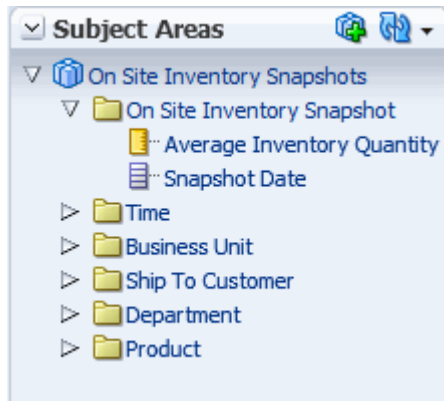 Subject Areas
On Site Inventory Snapshots
On Site Inventory Snapshot
Average Inventory Quantity
Snapshot Date
Time
Business Unit
Ship To Customer
Department
Product